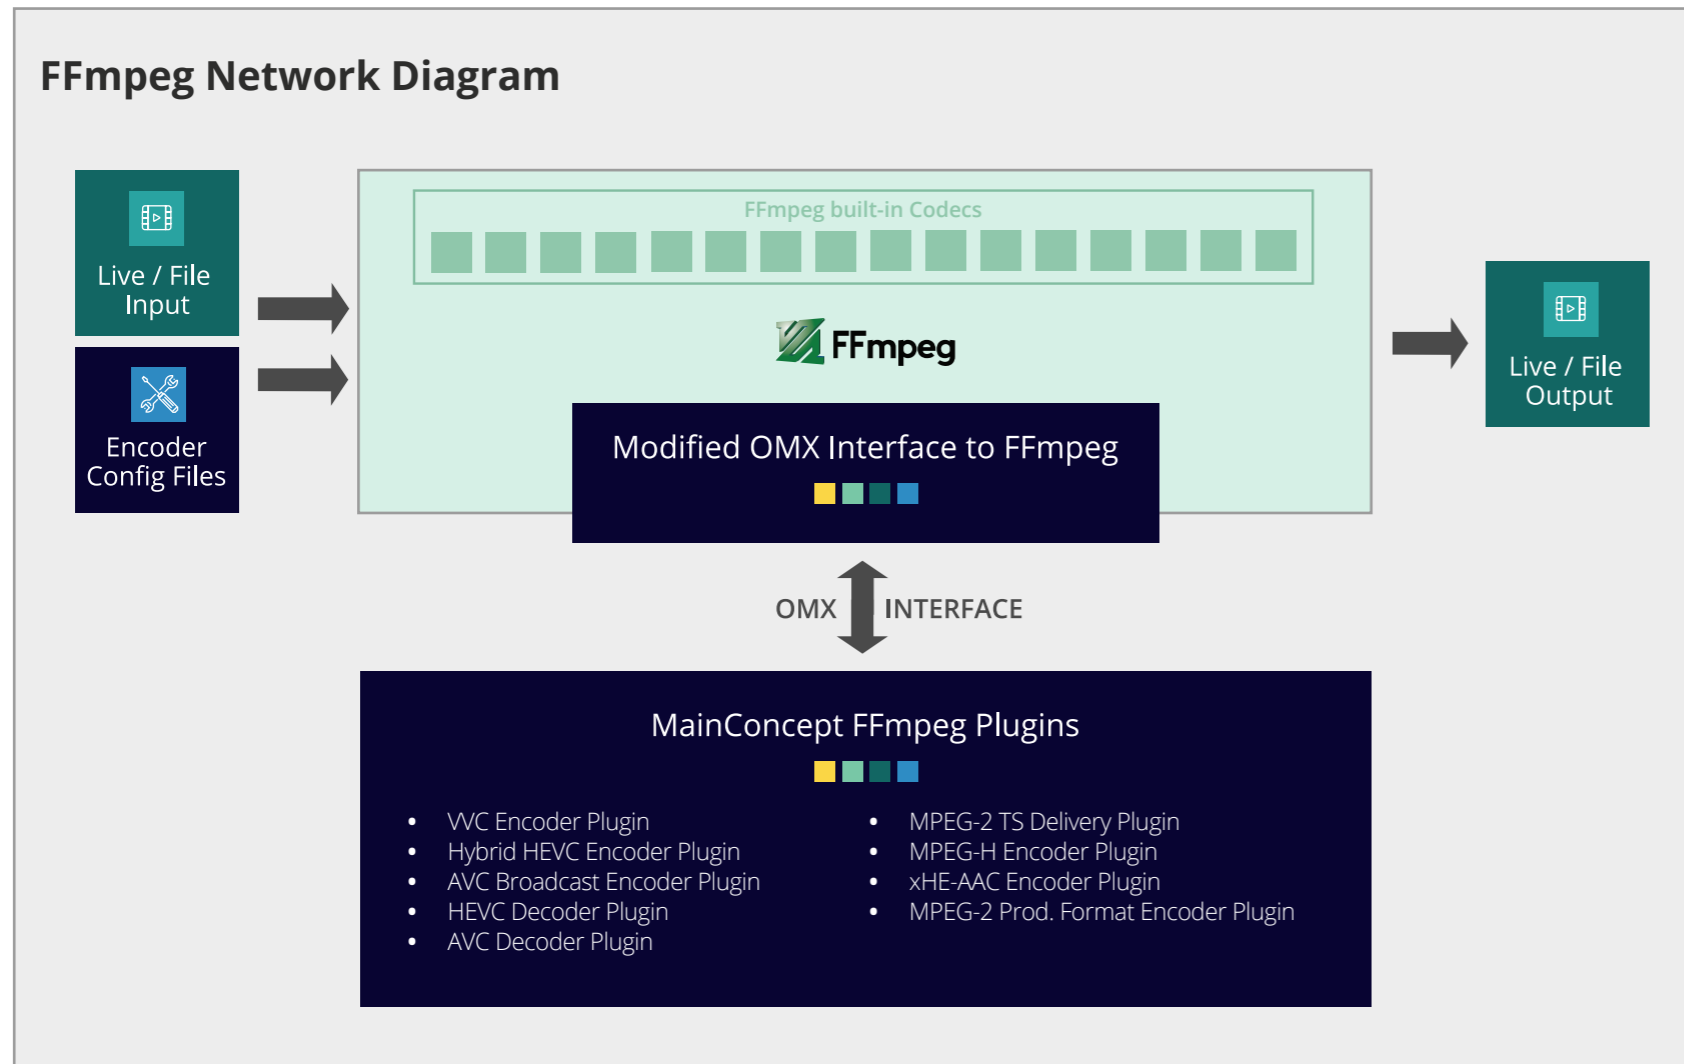 FFmpeg Network Diagram
Live / File
Input
Encoder
Config Files
FFmpeg built-in Codecs
FFmpeg
Modified OMX Interface to FFmpeg
Live / File
Output
OMX INTERFACE
MainConcept FFmpeg Plugins
• VVC Encoder Plugin
• Hybrid HEVC Encoder Plugin
• AVC Broadcast Encoder Plugin
• HEVC Decoder Plugin
• AVC Decoder Plugin
• MPEG-2 TS Delivery Plugin
• MPEG-H Encoder Plugin
• xHE-AAC Encoder Plugin
• MPEG-2 Prod. Format Encoder Plugin